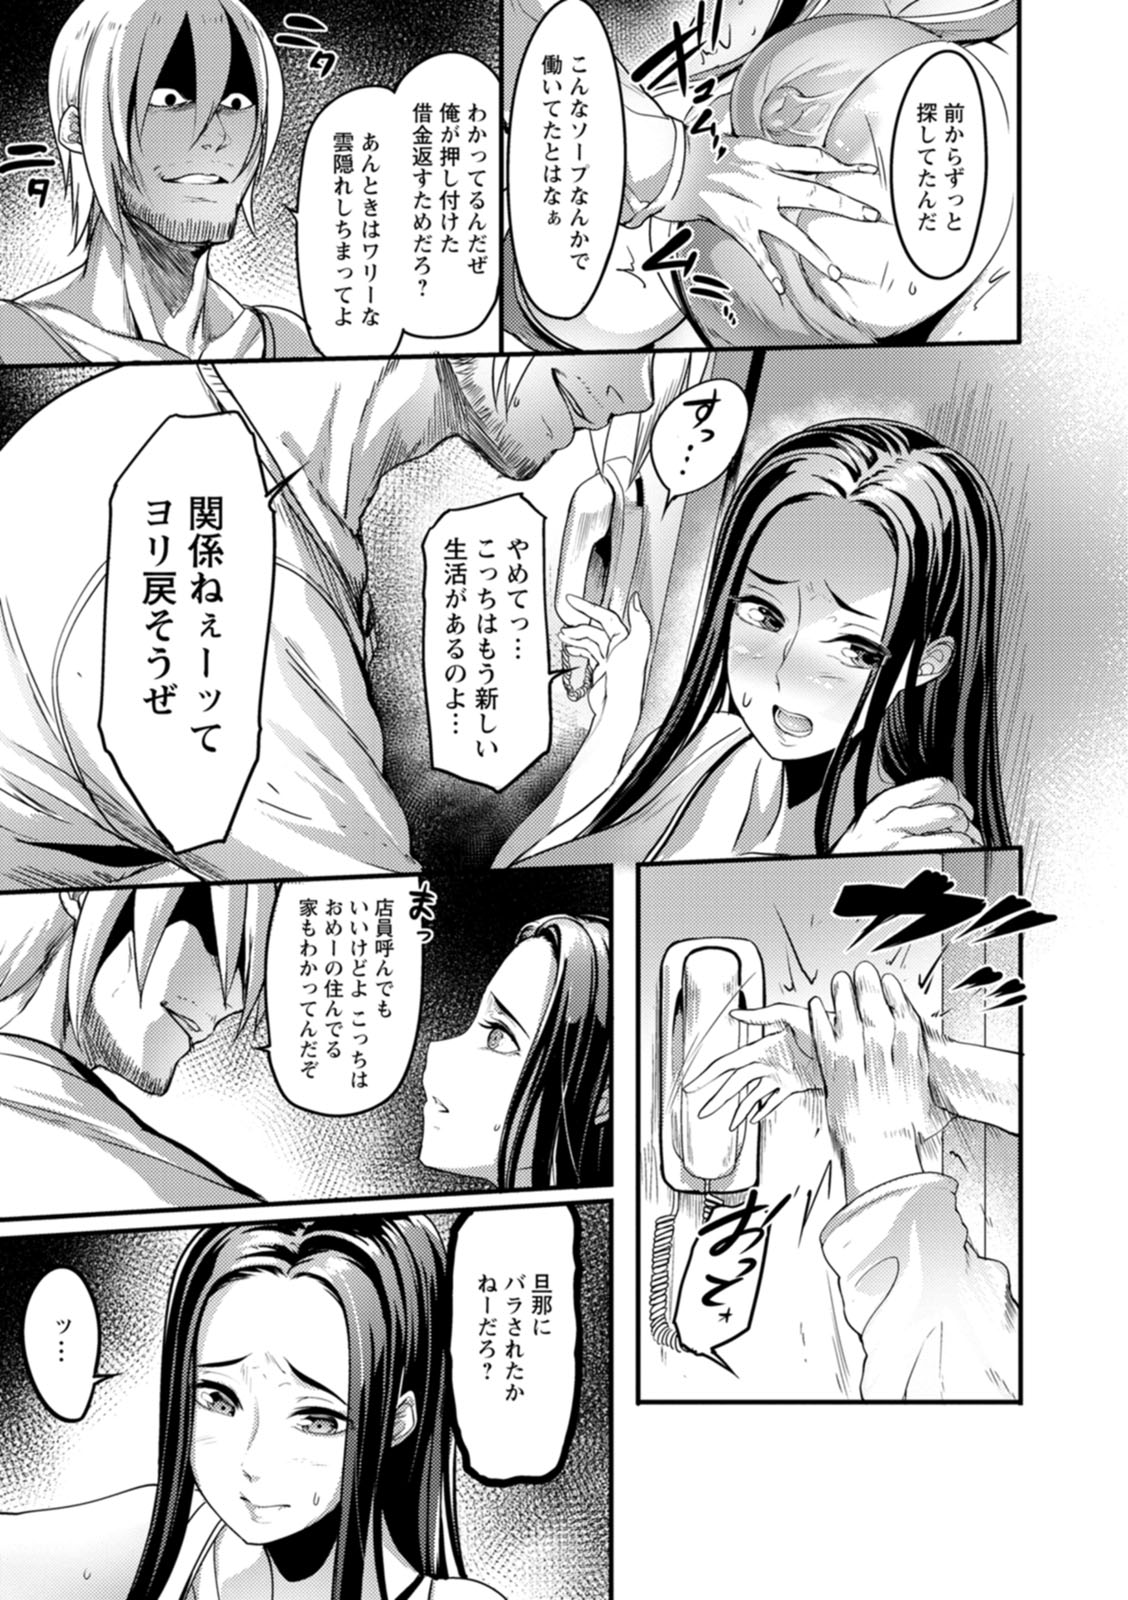 前からずっと
探してたんだ
こんなソープなんかで
働いてたとはなぁ
わかってるんだぜ
俺が押し付けた
借金返すためだろ?
あんときはワリーな
雲隠れしちまってよ
ニタ
ニタ
すっ…
やめてっ…
こっちはもう新しい
生活があるのよ…
関係ねぇーッて
ヨリ戻そうぜ
おっと
店員呼んでも
いいけどよ こっちは
おめーの住んでる
家もわかってんだぞ
旦那に
バラされたか
ねーだろ?
ッ…